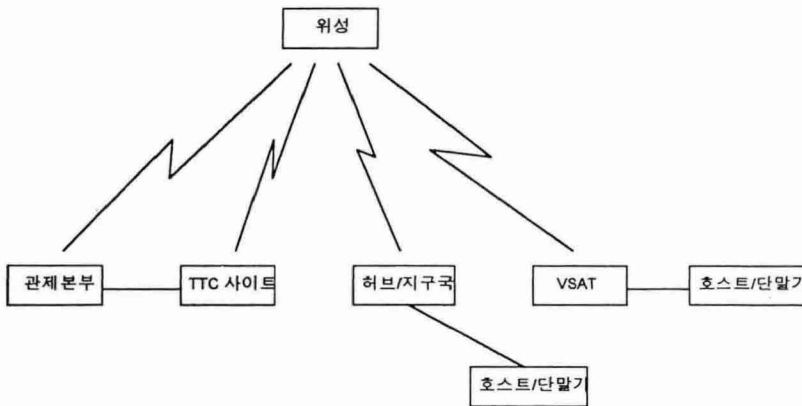 위성
관제본부
TTC 사이트
허브/지구국
VSAT
호스트/단말기
호스트/단말기